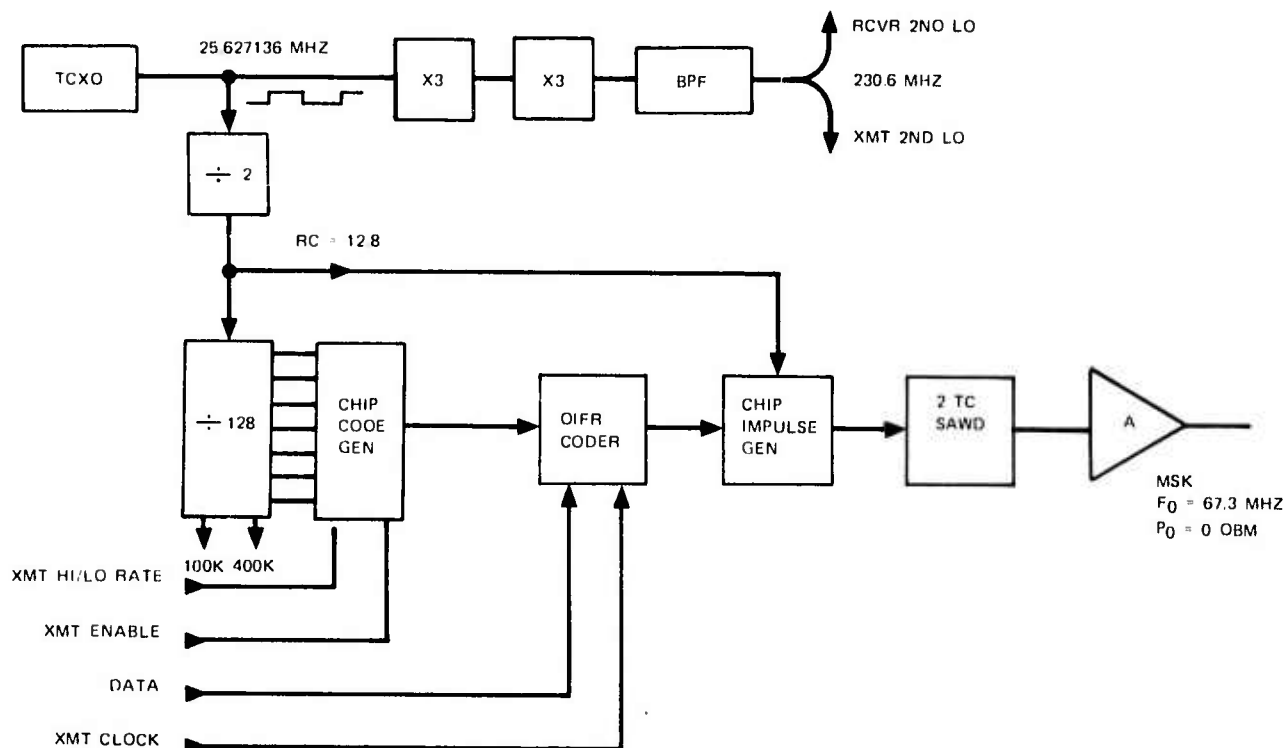 RCVR 2NO LO
25.627136 MHZ
TCXO
X3
X3
BPF
230.6 MHZ
XMT 2ND LO
÷ 2
RC = 12 8
÷ 128
CHIP
COOE
GEN
OIFR
CODER
CHIP
IMPULSE
GEN
2 TC
SAWD
A
MSK
F0 = 67.3 MHZ
P0 = 0 OBM
100K 400K
XMT HI/LO RATE
XMT ENABLE
DATA
XMT CLOCK